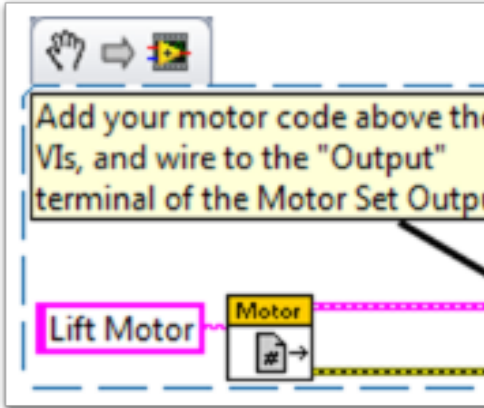 Add your motor code above the
VIs, and wire to the "Output"
terminal of the Motor Set Outpu
Lift Motor
Motor
#